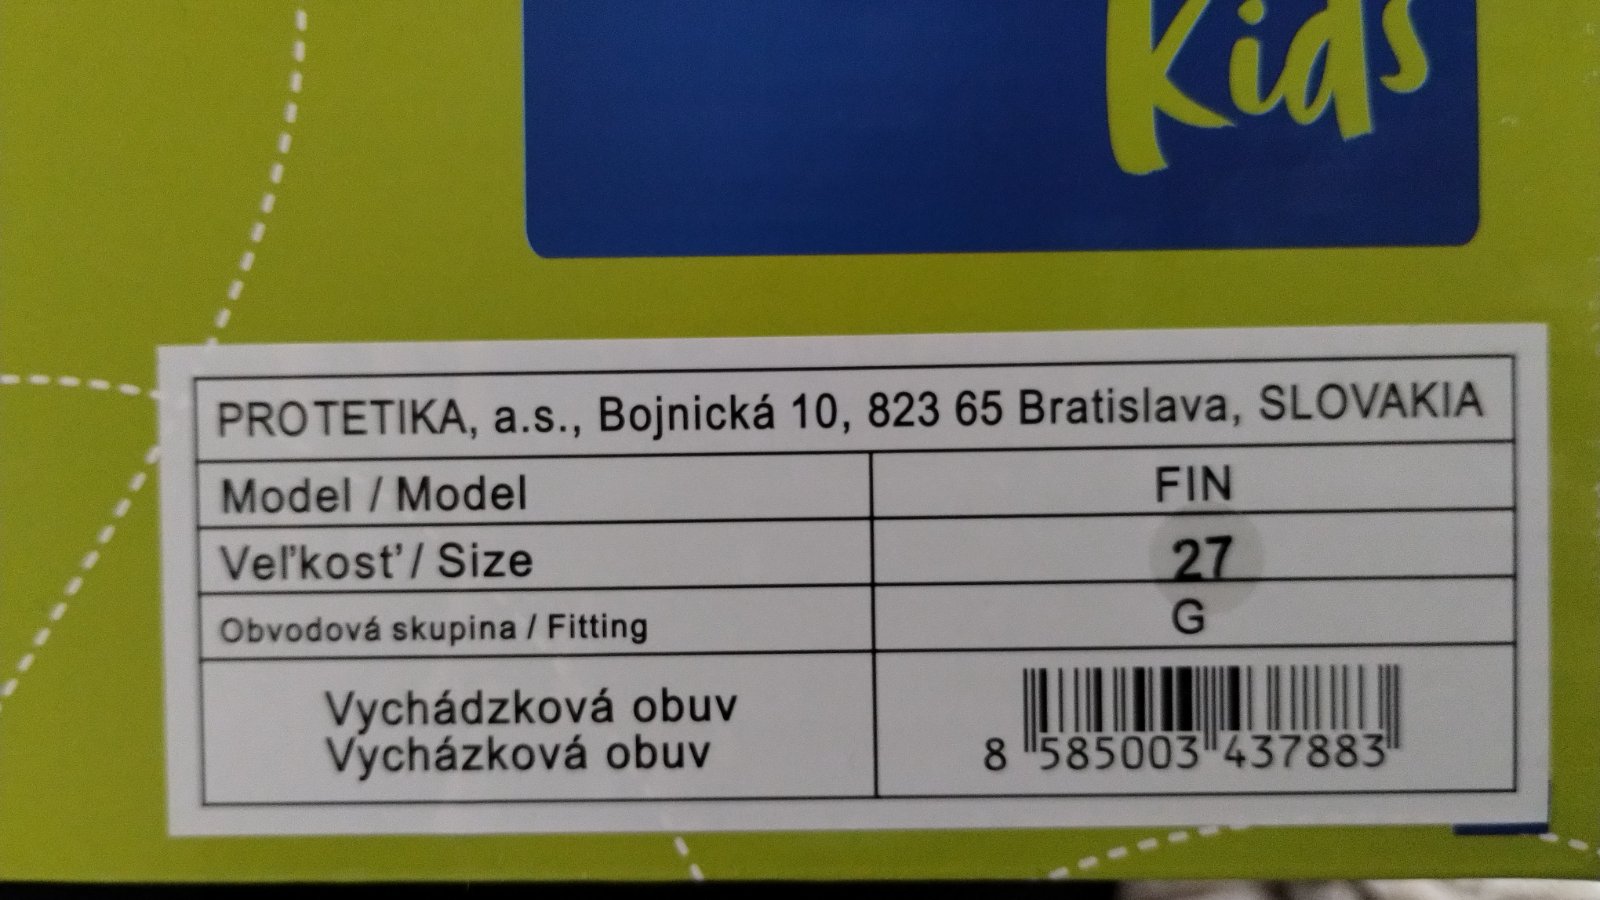 Kids
PROTETIKA, a.s., Bojnická 10, 823 65 Bratislava, SLOVAKIA
Model / Model FIN
Veľkosť / Size 27
Obvodová skupina / Fitting G
Vychádzková obuv
Vycházková obuv
8 585003 437883